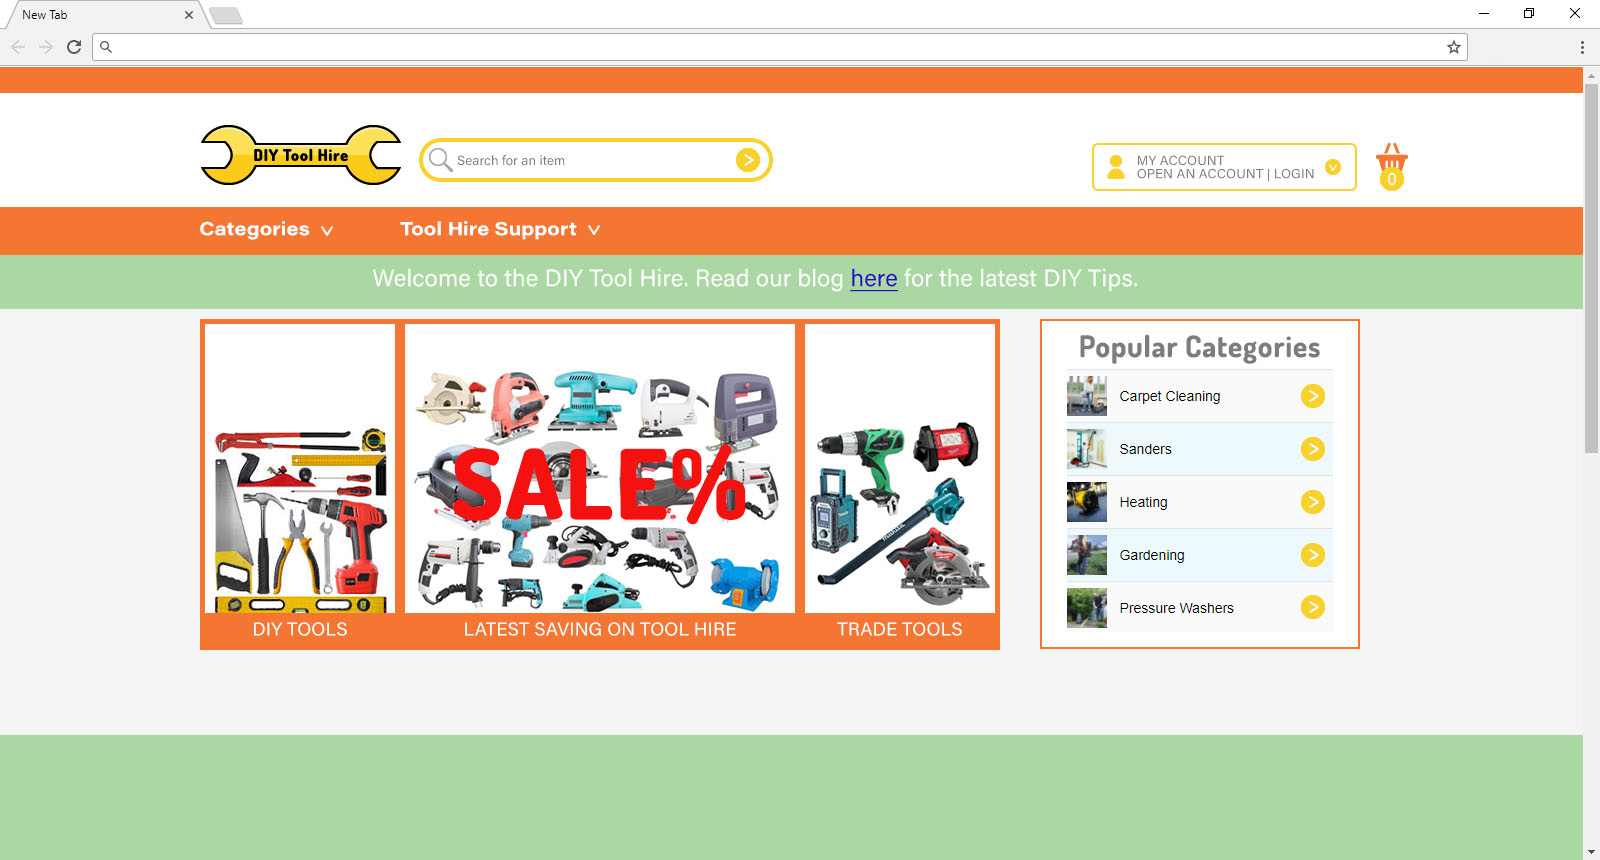 New Tab
DIY Tool Hire
Search for an item
MY ACCOUNT
OPEN AN ACCOUNT | LOGIN
0
Categories
Tool Hire Support
Welcome to the DIY Tool Hire. Read our blog here for the latest DIY Tips.
SALE%
DIY TOOLS
LATEST SAVING ON TOOL HIRE
TRADE TOOLS
Popular Categories
Carpet Cleaning
Sanders
Heating
Gardening
Pressure Washers